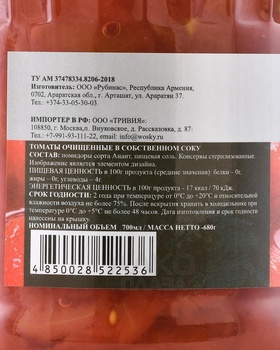 ТУ АМ 37478334.8206-2018
Изготовитель: ООО «Рубинас», Республика Армения,
0702, Араратская обл., г. Арташат, ул. Араратян 37.
Тел: +374-33-05-30-03
ИМПОРТЕР В РФ: ООО «ТРИВИЯ»:
108850, г. Москва,п. Внуковское, д. Рассказовка, д. 87:
Тел: +7-991-93-111-22, info@wosky.ru
ТОМАТЫ ОЧИЩЕННЫЕ В СОБСТВЕННОМ СОКУ
СОСТАВ: помидоры сорта Анаит, пищевая соль. Консервы стерилизованные
Изображение является элементом дизайна.
ПИЩЕВАЯ ЦЕННОСТЬ в 100г продукта (средние значения): белки – 0г,
жиры – 0г, углеводы – 4г.
ЭНЕРГЕТИЧЕСКАЯ ЦЕННОСТЬ в 100г продукта - 17 ккал / 70 кДж.
СРОК ГОДНОСТИ: 2 года при температуре от 0°С до +20°С и относительной
влажности воздуха не более 75%. После вскрытия хранить в холодильнике при
температуре 0°С до +5°С не более 48 часов. Дата изготовления и срок годности
нанесены на крышку.
НОМИНАЛЬНЫЙ ОБЪЕМ 700мл / МАССА НЕТТО -680г
4 850028 522536